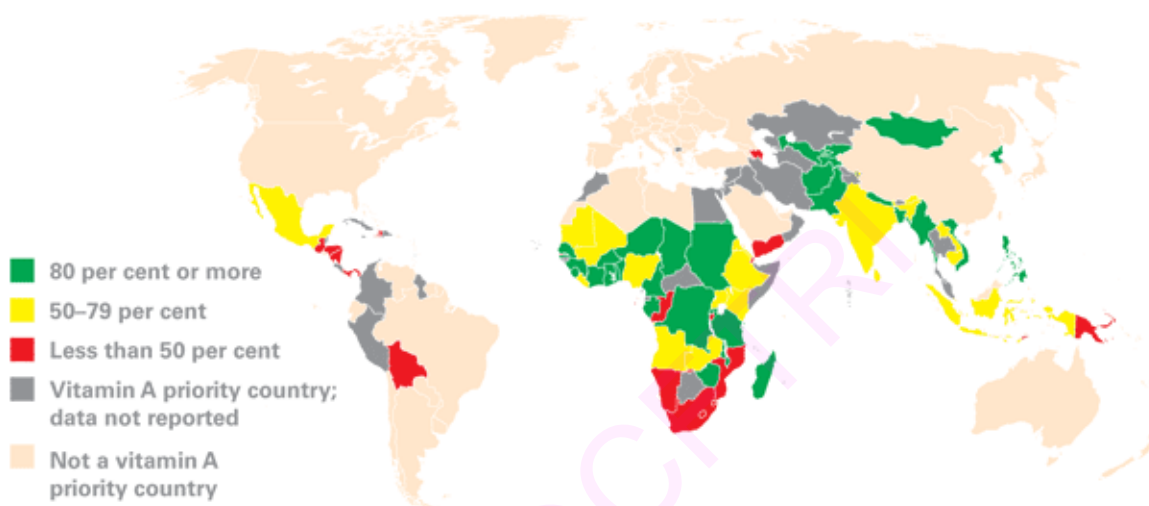 80 per cent or more
50–79 per cent
Less than 50 per cent
Vitamin A priority country;
data not reported
Not a vitamin A
priority country